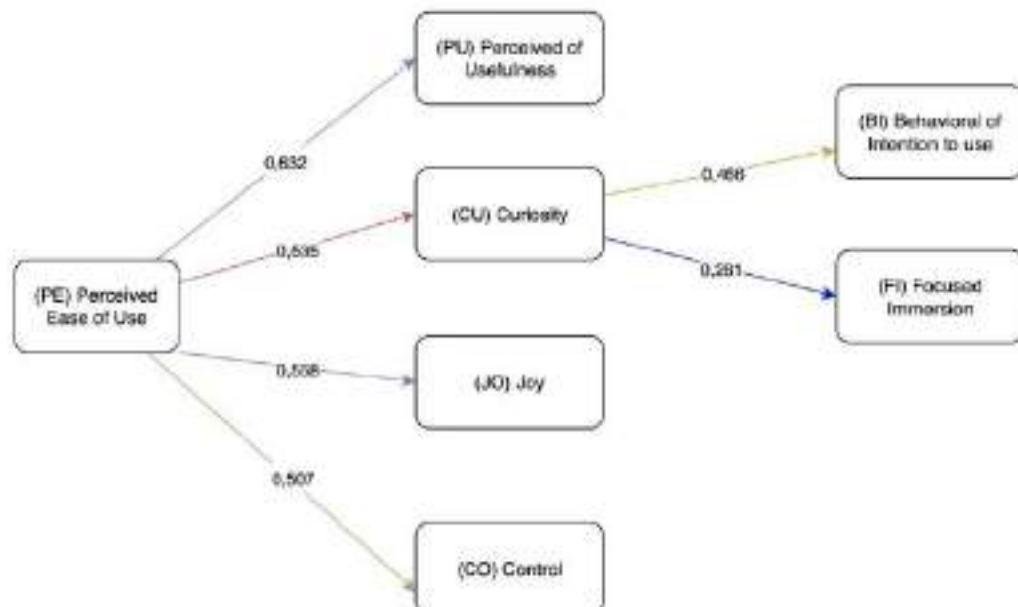 (PU) Perceived of
Usefulness
(BI) Behavioral of
Intention to use
0,632
0,466
(CU) Curiosity
0,535
(PE) Perceived
Ease of Use
0,281
(FI) Focused
Immersion
0,558
(JO) Joy
0,507
(CO) Control